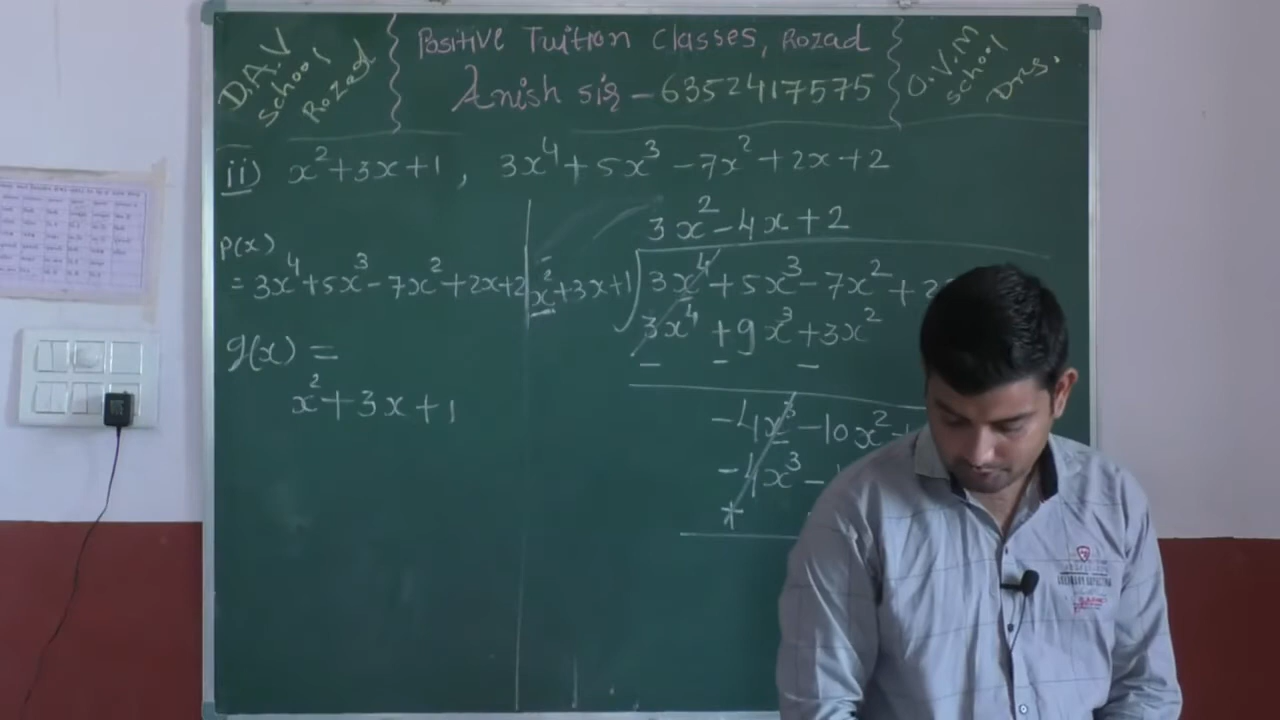 D.A.V
School
Rozad
Positive Tuition Classes, Rozad
Anish sir - 6352417575
O.V.M
School
Drs.
ii) x²+3x+1, 3x⁴+5x³-7x²+2x+2
3x²-4x+2
P(x)
= 3x⁴+5x³-7x²+2x+2
x²+3x+1) 3x⁴+5x³-7x²+2
3x⁴+9x³+3x²
- - -
g(x) =
x²+3x+1
-4x³-10x²+
-4x³-
+